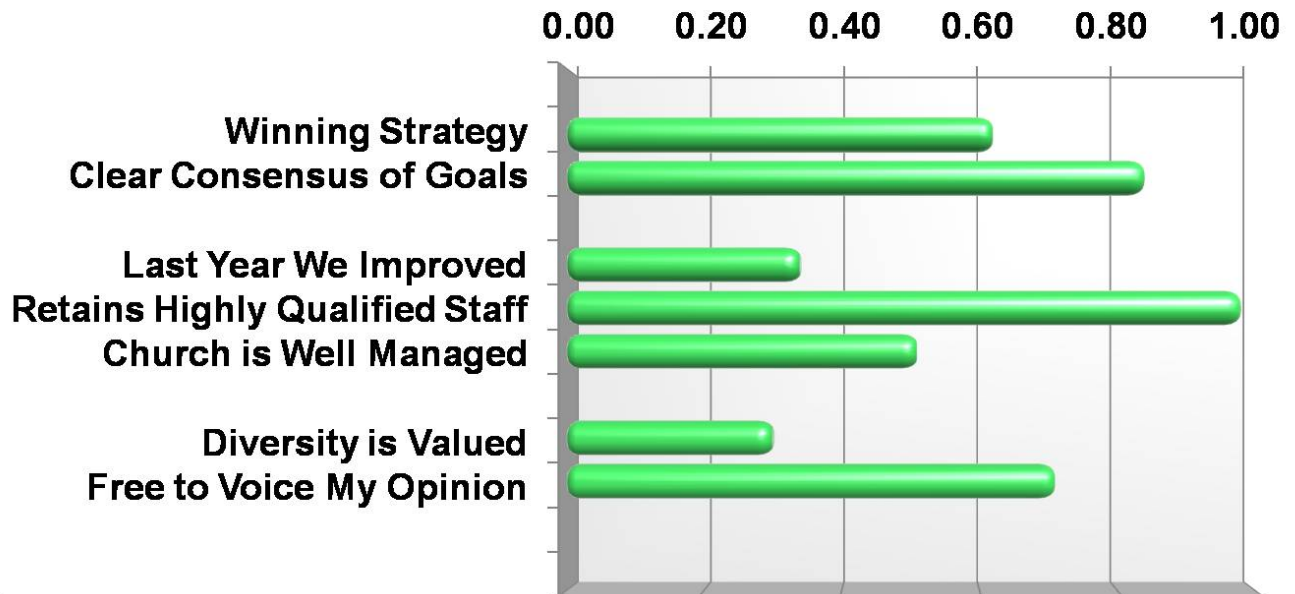 0.00 0.20 0.40 0.60 0.80 1.00
Winning Strategy
Clear Consensus of Goals
Last Year We Improved
Retains Highly Qualified Staff
Church is Well Managed
Diversity is Valued
Free to Voice My Opinion